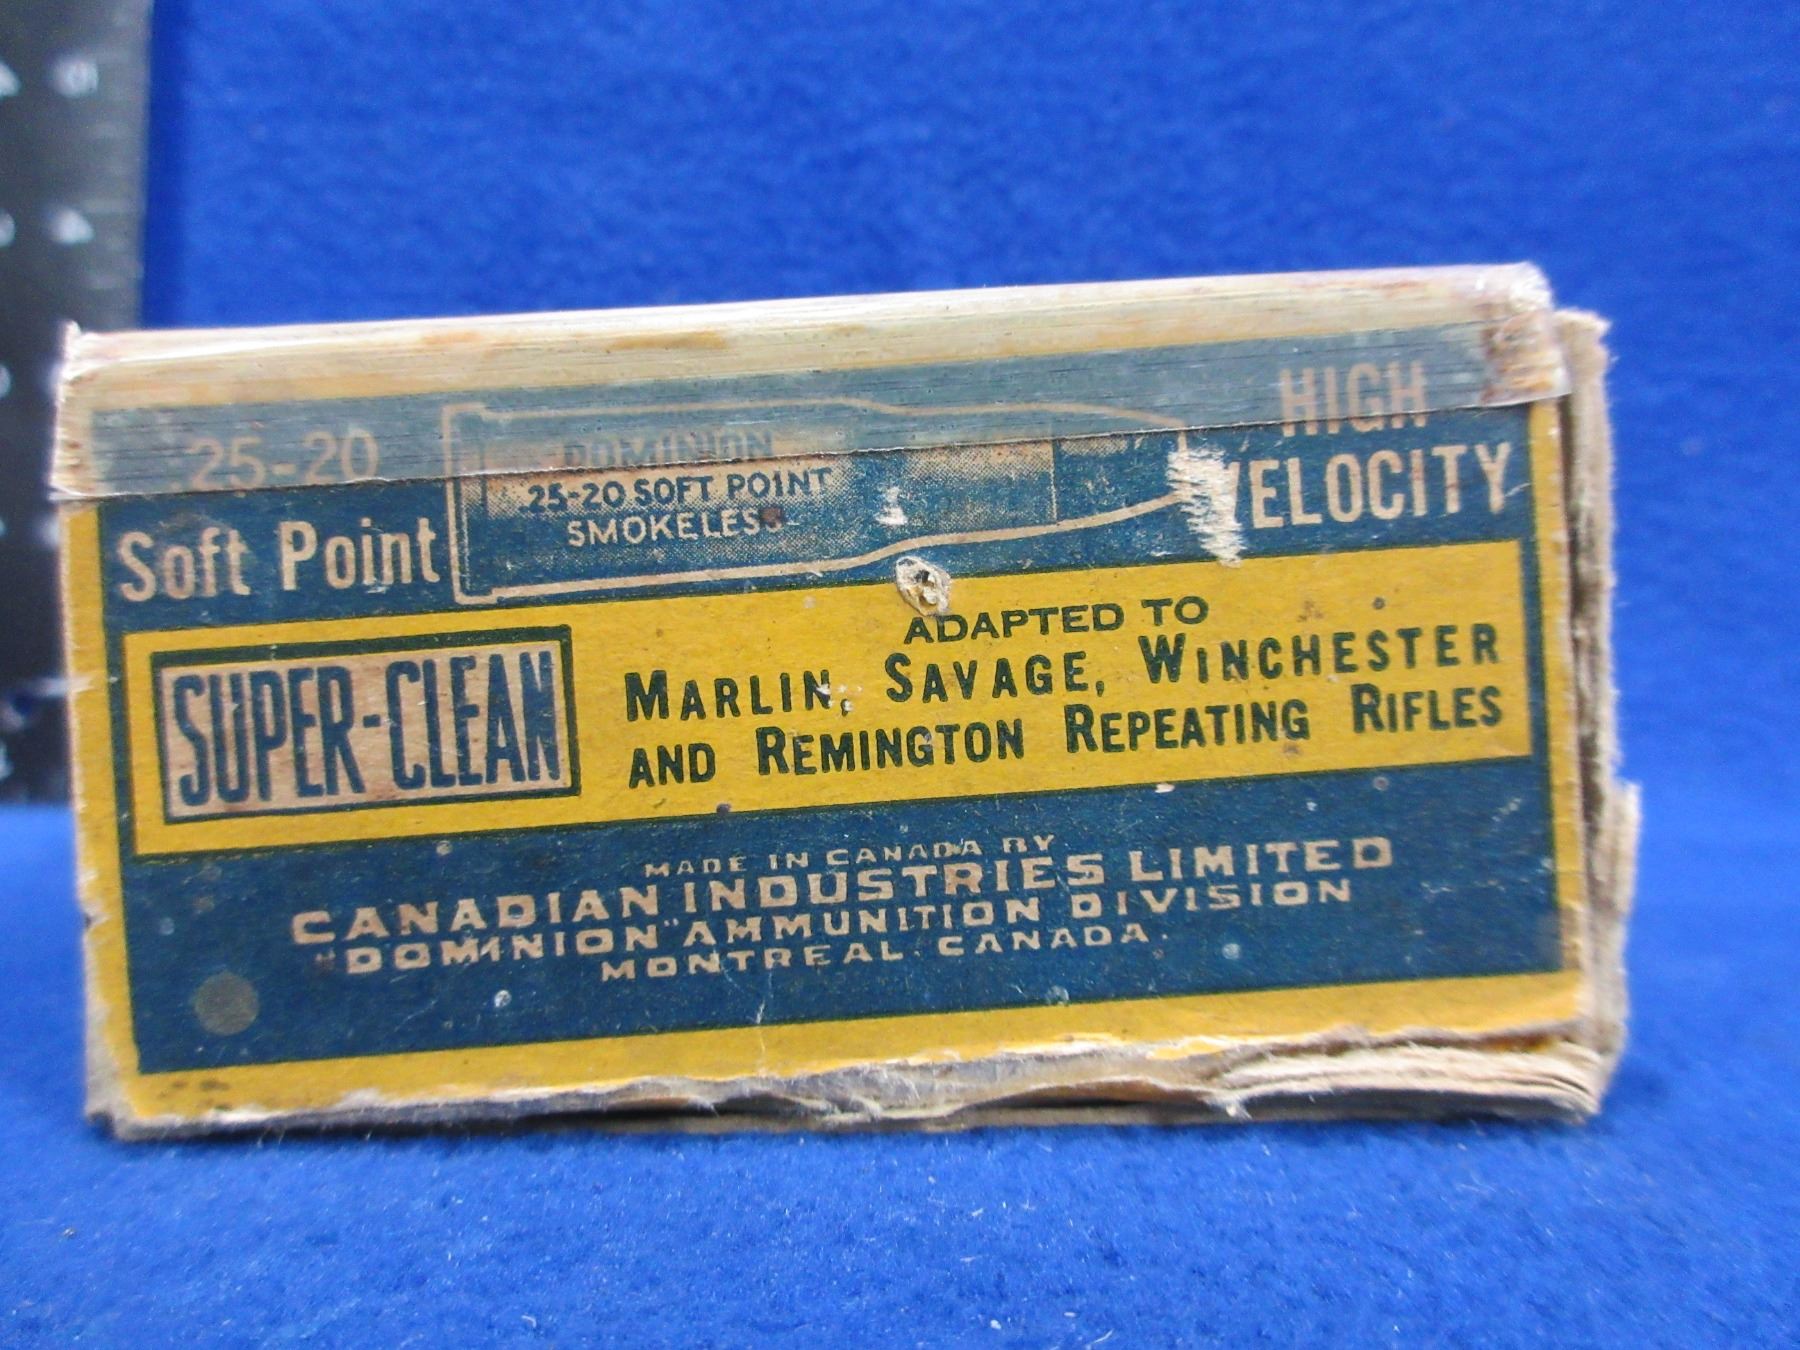 .25-20
Soft Point
DOMINION
.25-20 SOFT POINT
SMOKELESS
HIGH
VELOCITY
SUPER-CLEAN
ADAPTED TO
MARLIN, SAVAGE, WINCHESTER
AND REMINGTON REPEATING RIFLES
MADE IN CANADA BY
CANADIAN INDUSTRIES LIMITED
"DOMINION" AMMUNITION DIVISION
MONTREAL, CANADA.